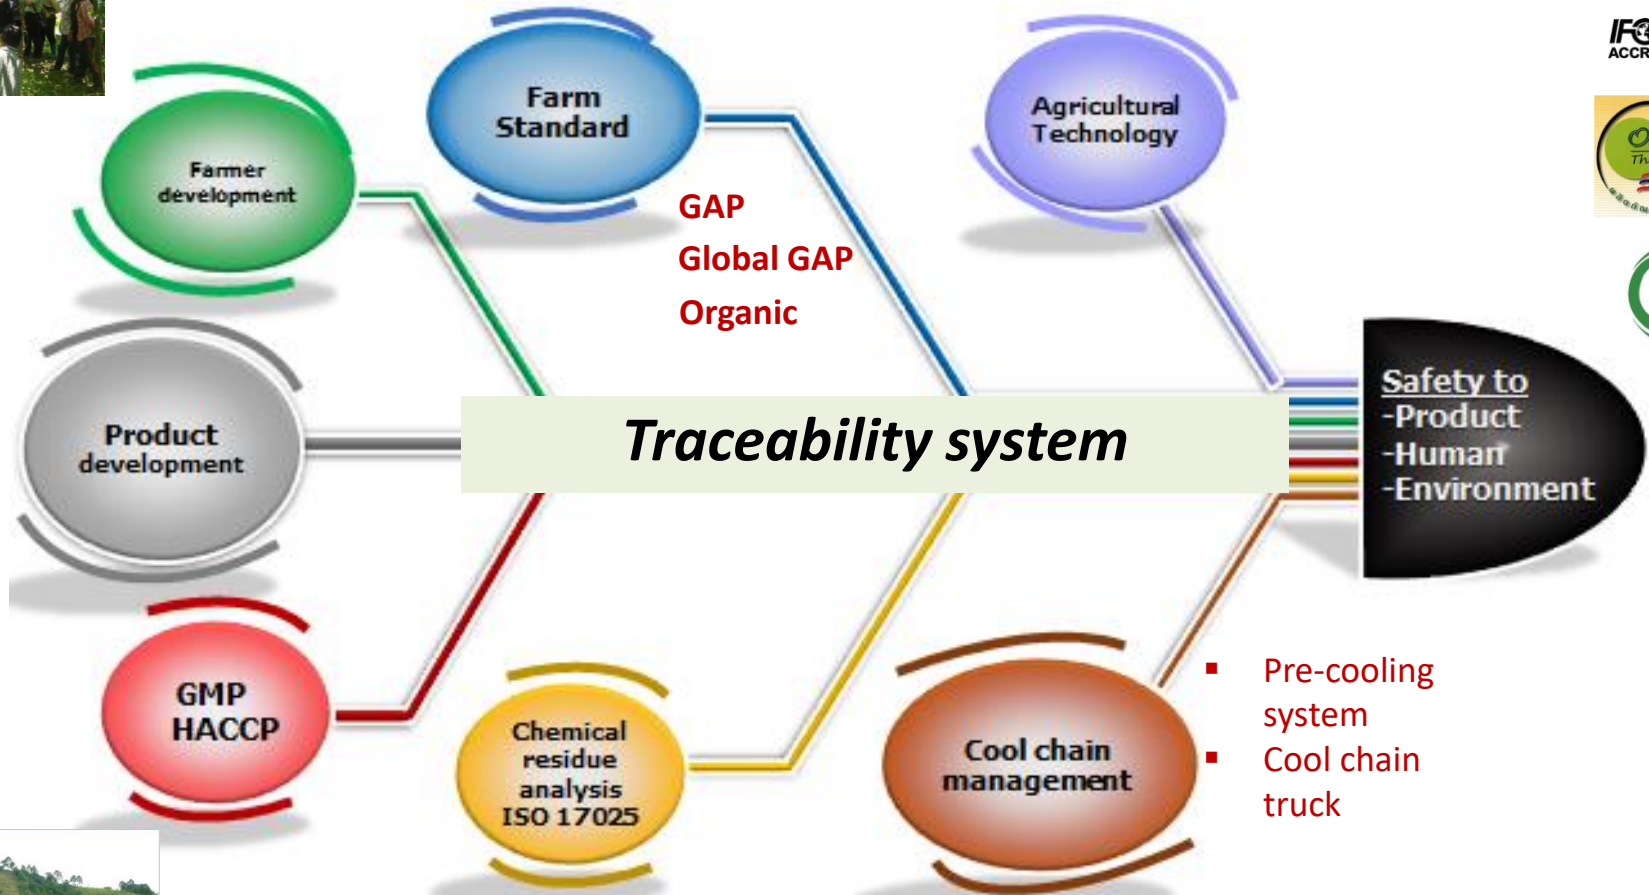 Farm
Standard
Agricultural
Technology
Farmer
development
GAP
Global GAP
Organic
Product
development
Traceability system
Safety to
-Product
-Human
-Environment
GMP
HACCP
Chemical
residue
analysis
ISO 17025
Cool chain
management
▪ Pre-cooling
system
▪ Cool chain
truck